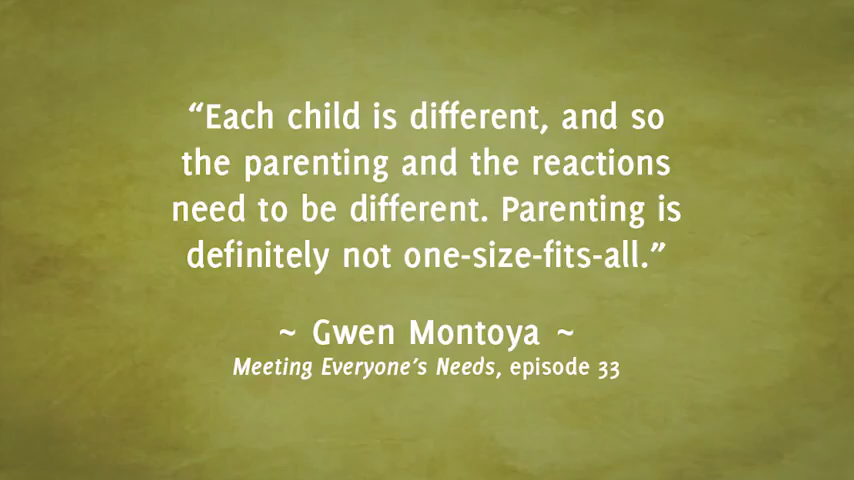 “Each child is different, and so
the parenting and the reactions
need to be different. Parenting is
definitely not one-size-fits-all.”
~ Gwen Montoya ~
Meeting Everyone’s Needs, episode 33